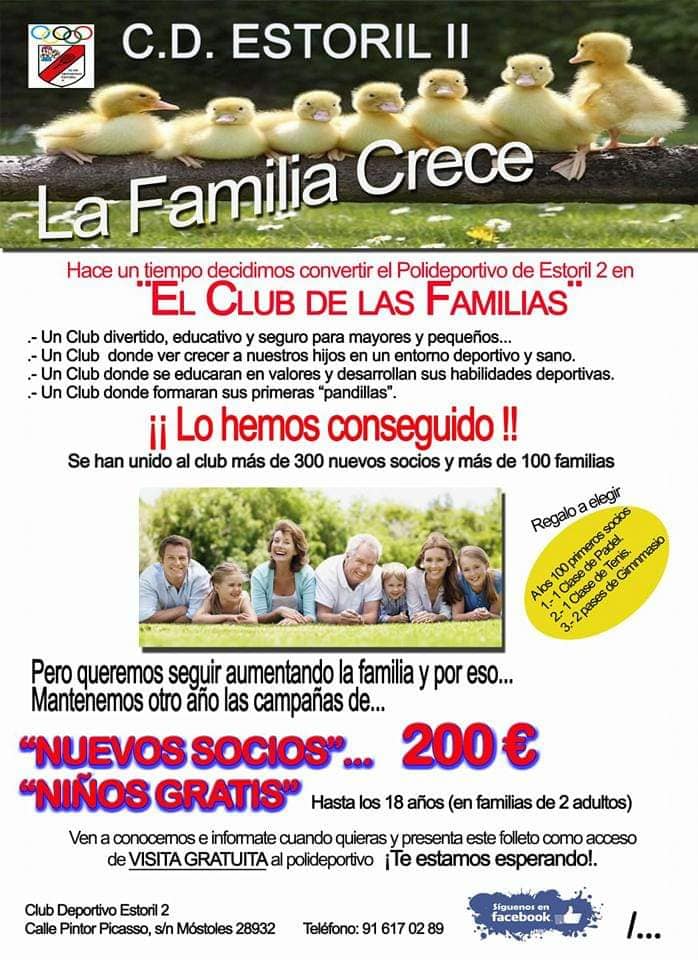 C.D. ESTORIL II
La Familia Crece
Hace un tiempo decidimos convertir el Polideportivo de Estoril 2 en
¨EL CLUB DE LAS FAMILIAS¨
.- Un Club divertido, educativo y seguro para mayores y pequeños...
.- Un Club donde ver crecer a nuestros hijos en un entorno deportivo y sano.
.- Un Club donde se educaran en valores y desarrollan sus habilidades deportivas.
.- Un Club donde formaran sus primeras “pandillas”.
¡¡ Lo hemos conseguido !!
Se han unido al club más de 300 nuevos socios y más de 100 familias
Regalo a elegir
A los 100 primeros socios
1.- 1 Clase de Padel.
2.- 1 Clase de Tenis.
3.- 2 pases de Gimnmasio
Pero queremos seguir aumentando la familia y por eso...
Mantenemos otro año las campañas de...
“NUEVOS SOCIOS”... 200 €
“NIÑOS GRATIS” Hasta los 18 años (en familias de 2 adultos)
Ven a conocernos e informate cuando quieras y presenta este folleto como acceso
de VISITA GRATUITA al polideportivo ¡Te estamos esperando!.
Club Deportivo Estoril 2
Calle Pintor Picasso, s/n Móstoles 28932 Teléfono: 91 617 02 89
Síguenos en
facebook
/...